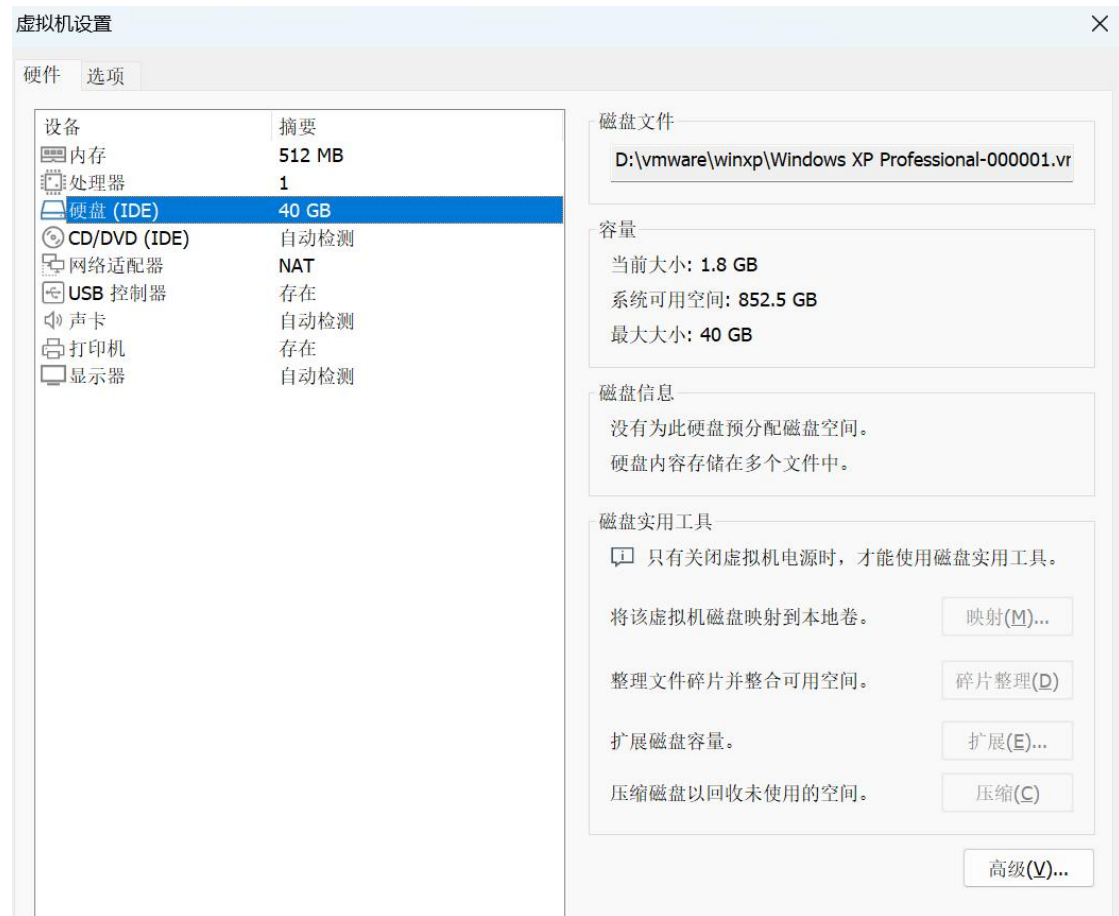 虚拟机设置
硬件 选项
设备 摘要
内存 512 MB
处理器 1
硬盘 (IDE) 40 GB
CD/DVD (IDE) 自动检测
网络适配器 NAT
USB 控制器 存在
声卡 自动检测
打印机 存在
显示器 自动检测
磁盘文件
D:\vmware\winxp\Windows XP Professional-000001.vr
容量
当前大小: 1.8 GB
系统可用空间: 852.5 GB
最大大小: 40 GB
磁盘信息
没有为此硬盘预分配磁盘空间。
硬盘内容存储在多个文件中。
磁盘实用工具
只有关闭虚拟机电源时，才能使用磁盘实用工具。
将该虚拟机磁盘映射到本地卷。 映射(M)...
整理文件碎片并整合可用空间。 碎片整理(D)
扩展磁盘容量。 扩展(E)...
压缩磁盘以回收未使用的空间。 压缩(C)
高级(V)...